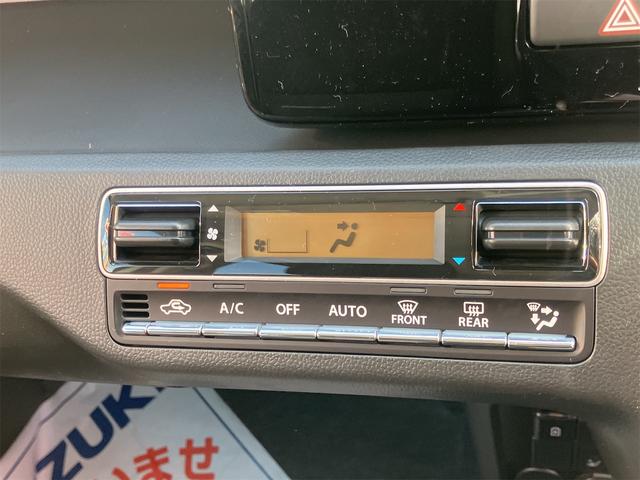 A/C OFF AUTO FRONT REAR
ZUK
いませ